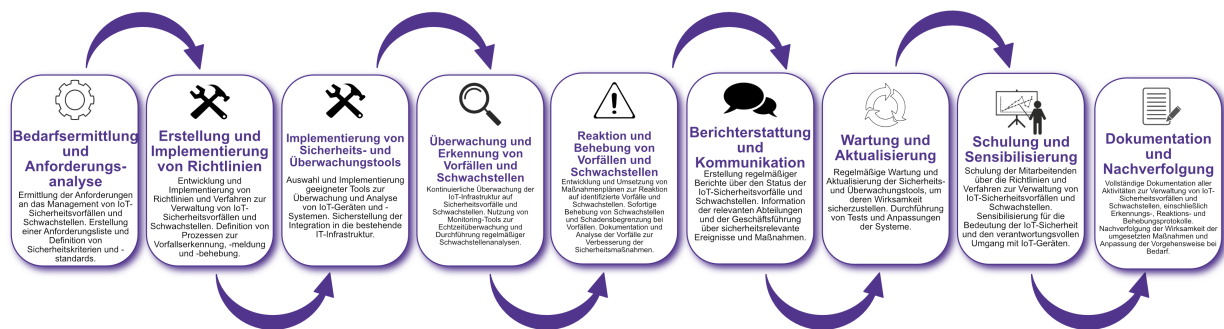 Bedarfsermittlung
und
Anforderungs-
analyse
Ermittlung der Anforderungen
an das Management von IoT-
Sicherheitsvorfällen und
Schwachstellen. Erstellung
einer Anforderungsliste und
Definition von
Sicherheitskriterien und -
standards.
Erstellung und
Implementierung
von Richtlinien
Entwicklung und
Implementierung von
Richtlinien und Verfahren zur
Verwaltung von IoT-
Sicherheitsvorfällen und
Schwachstellen. Definition von
Prozessen zur
Vorfallserkennung, -meldung
und -behebung.
Implementierung von
Sicherheits- und
Überwachungstools
Auswahl und Implementierung
geeigneter Tools zur
Überwachung und Analyse
von IoT-Geräten und -
Systemen. Sicherstellung der
Integration in die bestehende
IT-Infrastruktur.
Überwachung und
Erkennung von
Vorfällen und
Schwachstellen
Kontinuierliche Überwachung der
IoT-Infrastruktur auf
Sicherheitsvorfälle und
Schwachstellen. Nutzung von
Monitoring-Tools zur
Echtzeitüberwachung und
Durchführung regelmäßiger
Schwachstellenanalysen.
Reaktion und
Behebung von
Vorfällen und
Schwachstellen
Entwicklung und Umsetzung von
Maßnahmenplänen zur Reaktion
auf identifizierte Vorfälle und
Schwachstellen. Sofortige
Behebung von Schwachstellen
und Schadensbegrenzung bei
Vorfällen. Dokumentation und
Analyse der Vorfälle zur
Verbesserung der
Sicherheitsmaßnahmen.
Berichterstattung
und
Kommunikation
Erstellung regelmäßiger
Berichte über den Status der
IoT-Sicherheitsvorfälle und
Schwachstellen. Information
der relevanten Abteilungen
und der Geschäftsführung
über sicherheitsrelevante
Ereignisse und Maßnahmen.
Wartung und
Aktualisierung
Regelmäßige Wartung und
Aktualisierung der Sicherheits-
und Überwachungstools, um
deren Wirksamkeit
sicherzustellen. Durchführung
von Tests und Anpassungen
der Systeme.
Schulung und
Sensibilisierung
Schulung der Mitarbeitenden
über die Richtlinien und
Verfahren zur Verwaltung von
IoT-Sicherheitsvorfällen und
Schwachstellen.
Sensibilisierung für die
Bedeutung der IoT-Sicherheit
und den verantwortungsvollen
Umgang mit IoT-Geräten.
Dokumentation
und
Nachverfolgung
Vollständige Dokumentation aller
Aktivitäten zur Verwaltung von IoT-
Sicherheitsvorfällen und
Schwachstellen, einschließlich
Erkennungs-, Reaktions- und
Behebungsprotokolle.
Nachverfolgung der Wirksamkeit der
umgesetzten Maßnahmen und
Anpassung der Vorgehensweise bei
Bedarf.